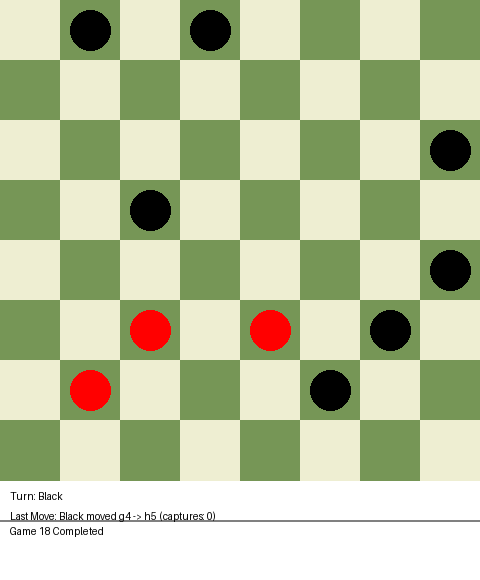 Turn: Black
Last Move: Black moved g4 -> h5 (captures: 0)
Game 18 Completed